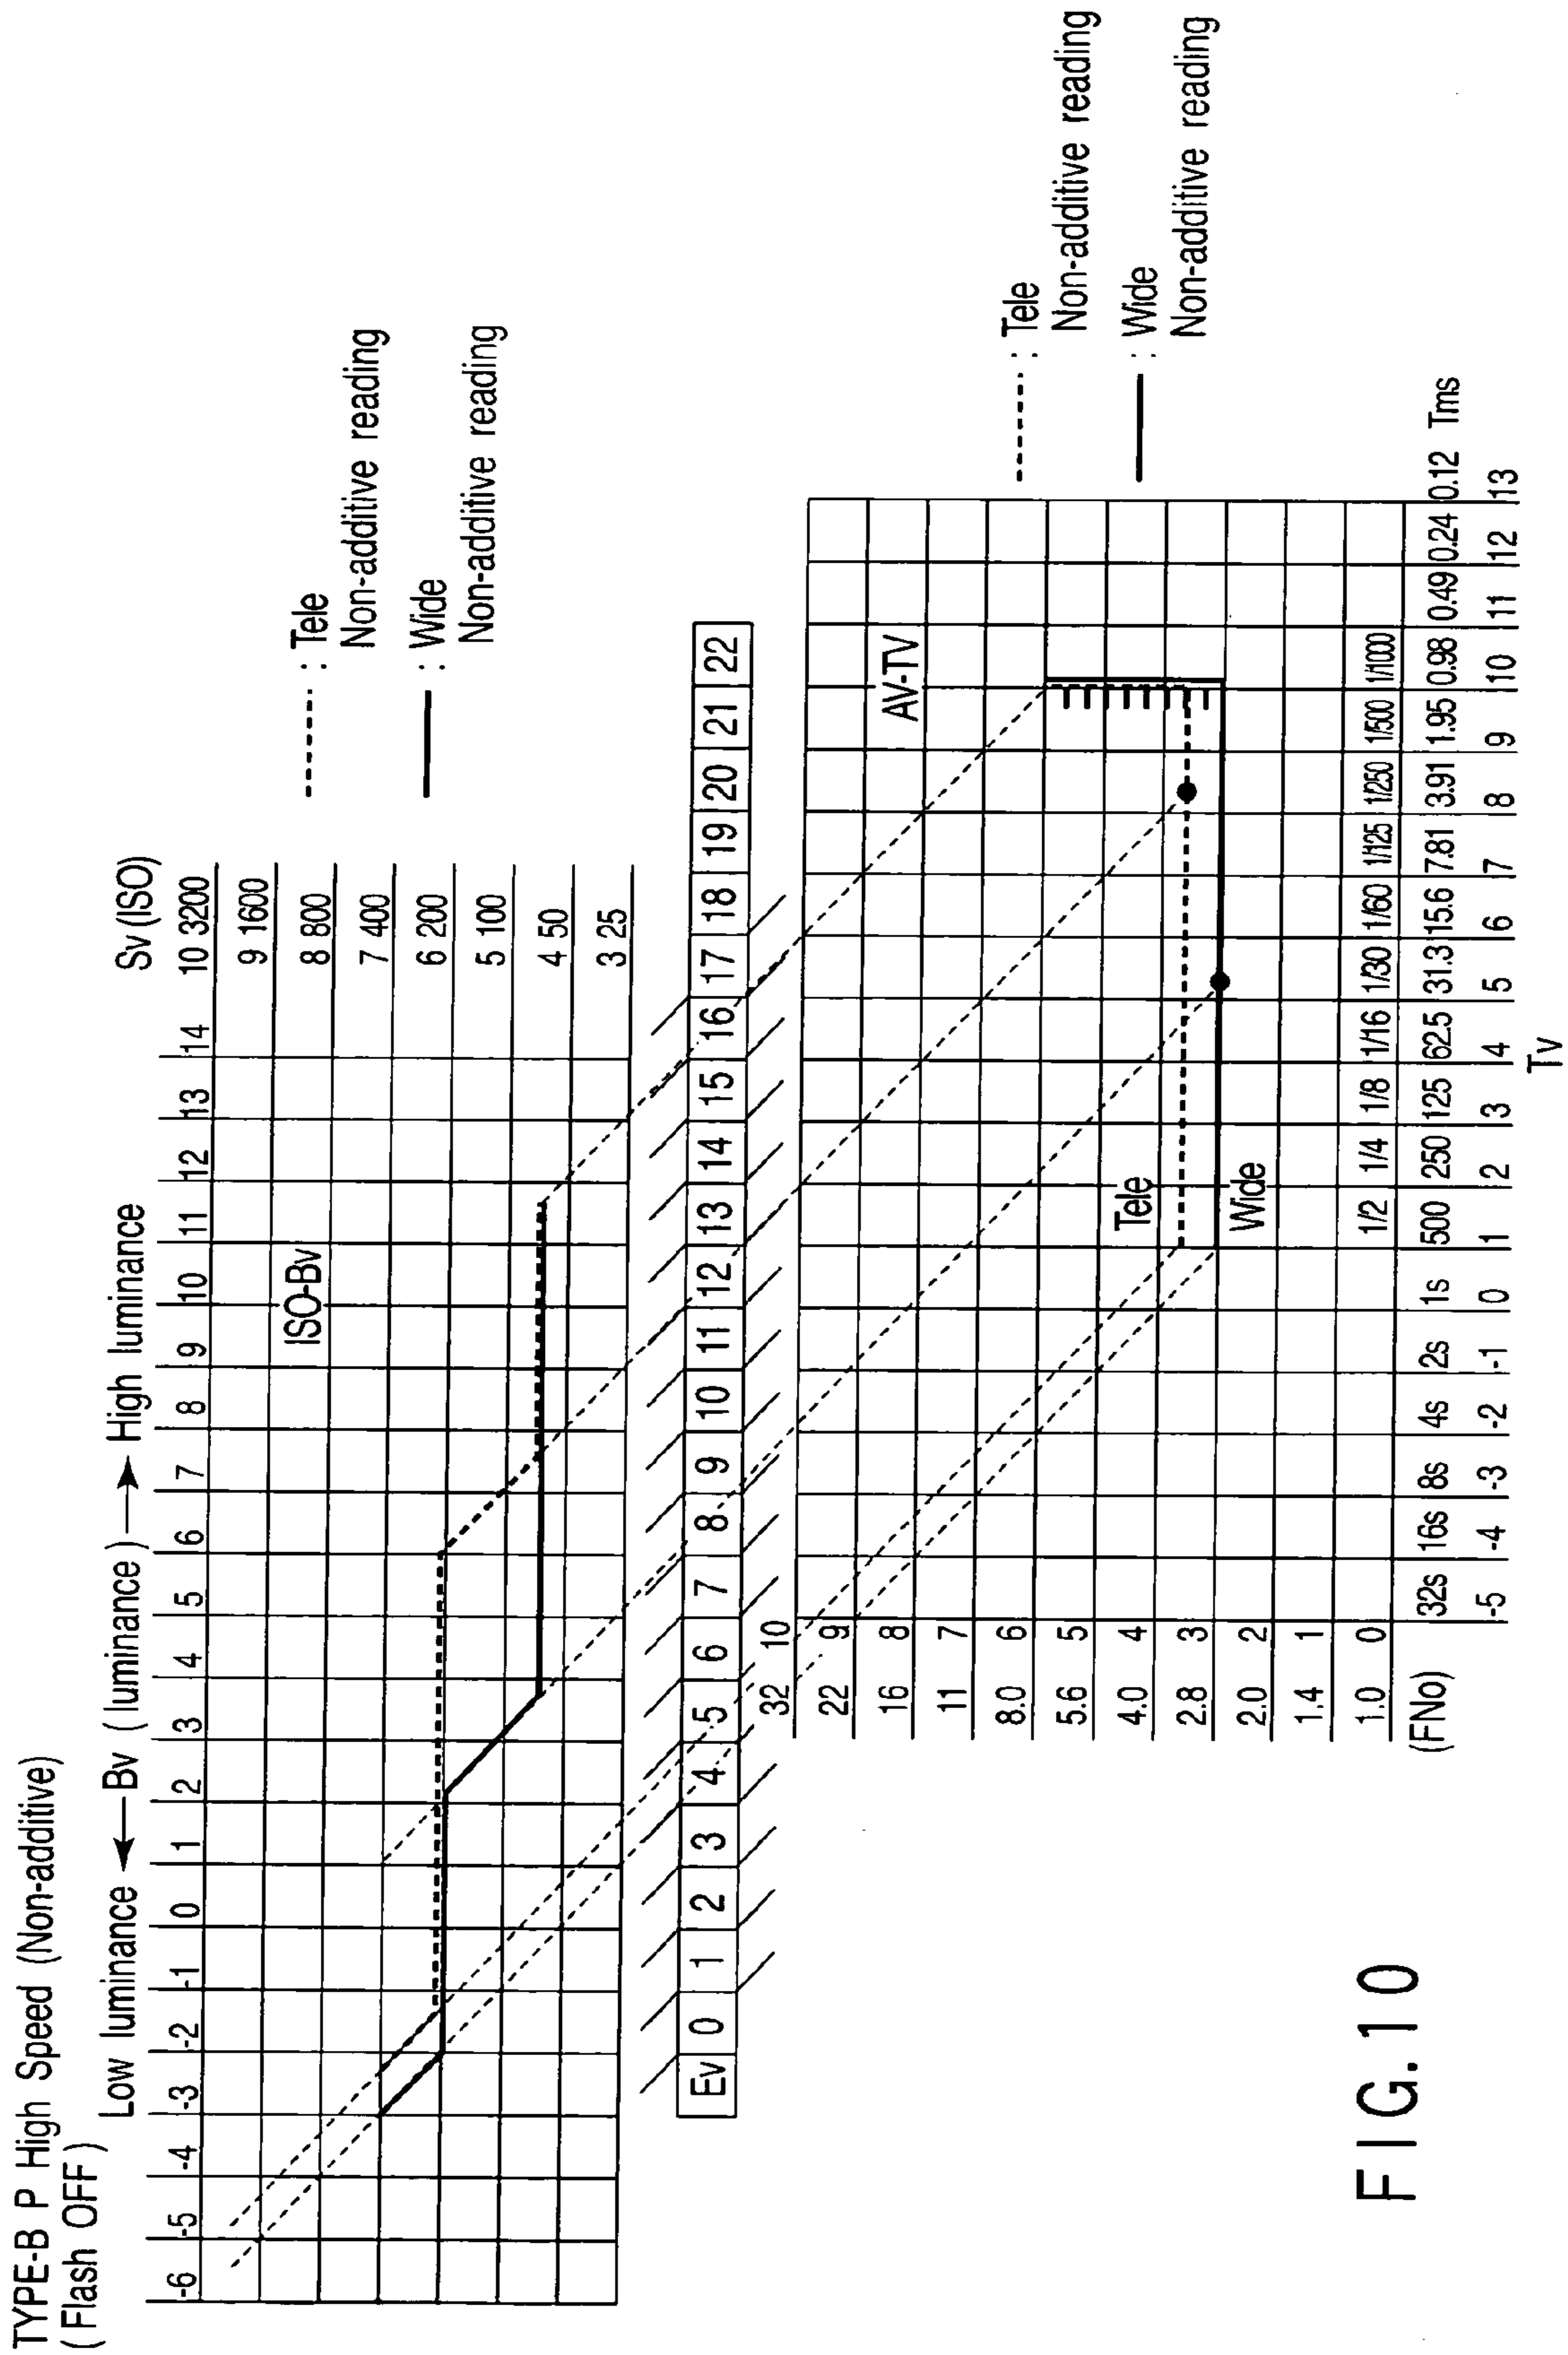 TYPE-B P High Speed (Non-additive)
(Flash OFF)
Low luminance ← Bv (luminance) → High luminance
-6 -5 -4 -3 -2 -1 0 1 2 3 4 5 6 7 8 9 10 11 12 13 14
Sv (ISO)
10 3200
9 1600
8 800
7 400
6 200
5 100
4 50
3 25
ISO-Bv
: Tele
Non-additive reading
: Wide
Non-additive reading
Ev 0 1 2 3 4 5 6 7 8 9 10 11 12 13 14 15 16 17 18 19 20 21 22
32 10
22 9
16 8
11 7
8.0 6
5.6 5
4.0 4
2.8 3
2.0 2
1.4 1
1.0 0
(FNo)
AV-TV
Tele
Wide
1/2 1/4 1/8 1/16 1/30 1/60 1/125 1/250 1/500 1/1000
32s 16s 8s 4s 2s 1s 500 250 125 62.5 31.3 15.6 7.81 3.91 1.95 0.98 0.49 0.24 0.12 Tms
-5 -4 -3 -2 -1 0 1 2 3 4 5 6 7 8 9 10 11 12 13
Tv
: Tele
Non-additive reading
: Wide
Non-additive reading
FIG.10